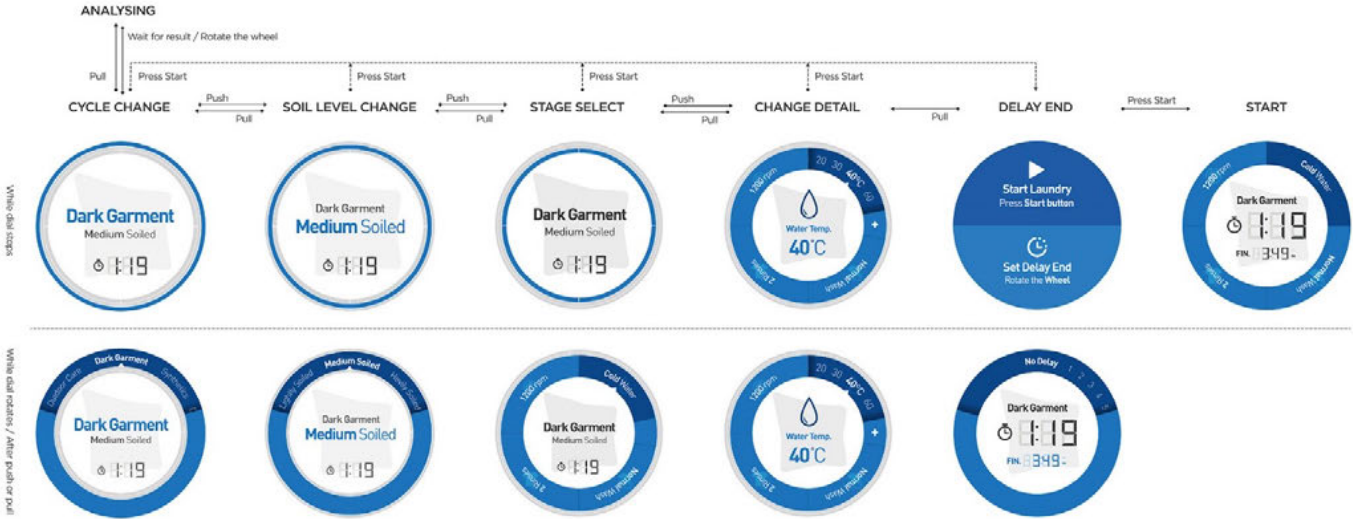 ANALYSING
Wait for result / Rotate the wheel
Pull
Press Start
Press Start
Press Start
Press Start
CYCLE CHANGE
Push
Pull
SOIL LEVEL CHANGE
Push
Pull
STAGE SELECT
Push
Pull
CHANGE DETAIL
Pull
DELAY END
Press Start
START
While dial stops
Dark Garment
Medium Soiled
1:19
Dark Garment
Medium Soiled
1:19
Dark Garment
Medium Soiled
1:19
1200 rpm
20 30 40°C 60
+
Water Temp.
40°C
2 Rinses
Normal Wash
Start Laundry
Press Start button
Set Delay End
Rotate the Wheel
1200 rpm
Cold Water
Dark Garment
1:19
FIN. 3:49
2 Rinses
Normal Wash
While dial rotates / After push or pull
Outdoor Care
Dark Garment
Synthetics
Dark Garment
Medium Soiled
1:19
Lightly Soiled
Medium Soiled
Hevily Soiled
Dark Garment
Medium Soiled
1:19
1200 rpm
Cold Water
Dark Garment
Medium Soiled
1:19
2 Rinses
Normal Wash
1200 rpm
20 30 40°C 60
+
Water Temp.
40°C
2 Rinses
Normal Wash
No Delay 1 2 3 4 5
Dark Garment
1:19
FIN. 3:49